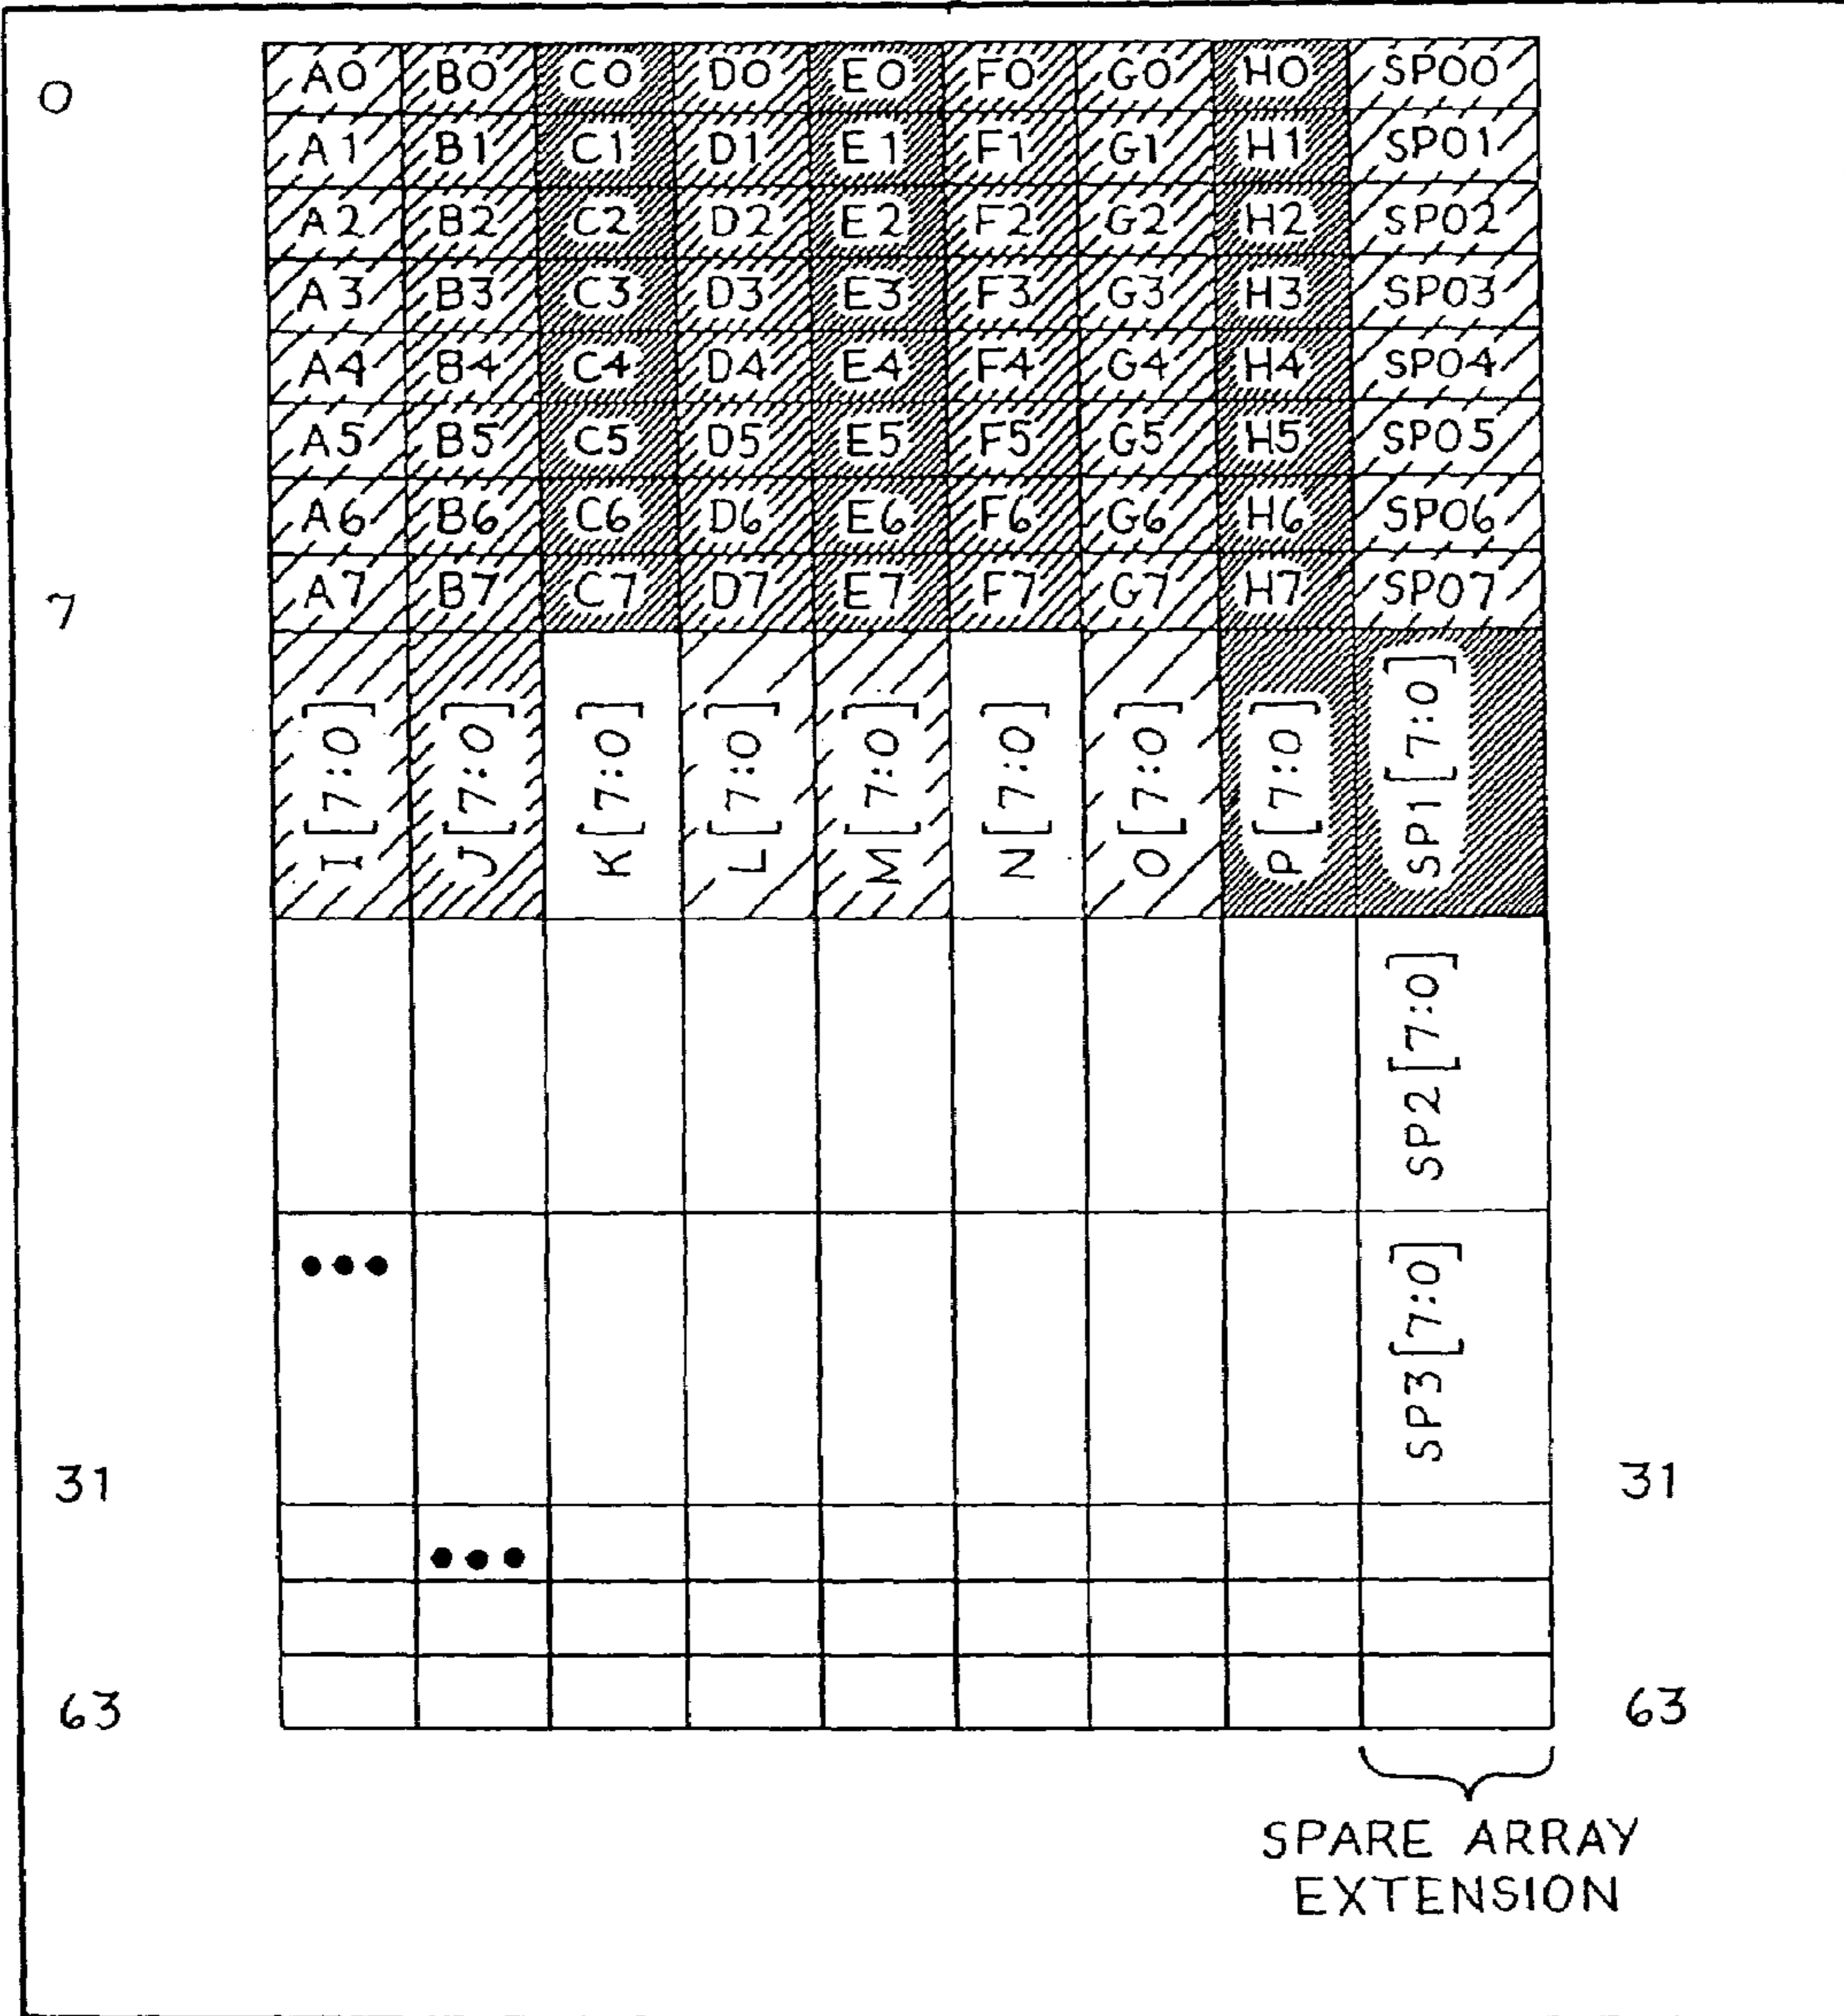 0
A0 B0 C0 D0 E0 F0 G0 H0 SP00
A1 B1 C1 D1 E1 F1 G1 H1 SP01
A2 B2 C2 D2 E2 F2 G2 H2 SP02
A3 B3 C3 D3 E3 F3 G3 H3 SP03
A4 B4 C4 D4 E4 F4 G4 H4 SP04
A5 B5 C5 D5 E5 F5 G5 H5 SP05
A6 B6 C6 D6 E6 F6 G6 H6 SP06
7 A7 B7 C7 D7 E7 F7 G7 H7 SP07
I[7:0] J[7:0] K[7:0] L[7:0] M[7:0] N[7:0] O[7:0] P[7:0] SP1[7:0]
SP2[7:0]
••• SP3[7:0]
31 31
•••
63 63
SPARE ARRAY
EXTENSION